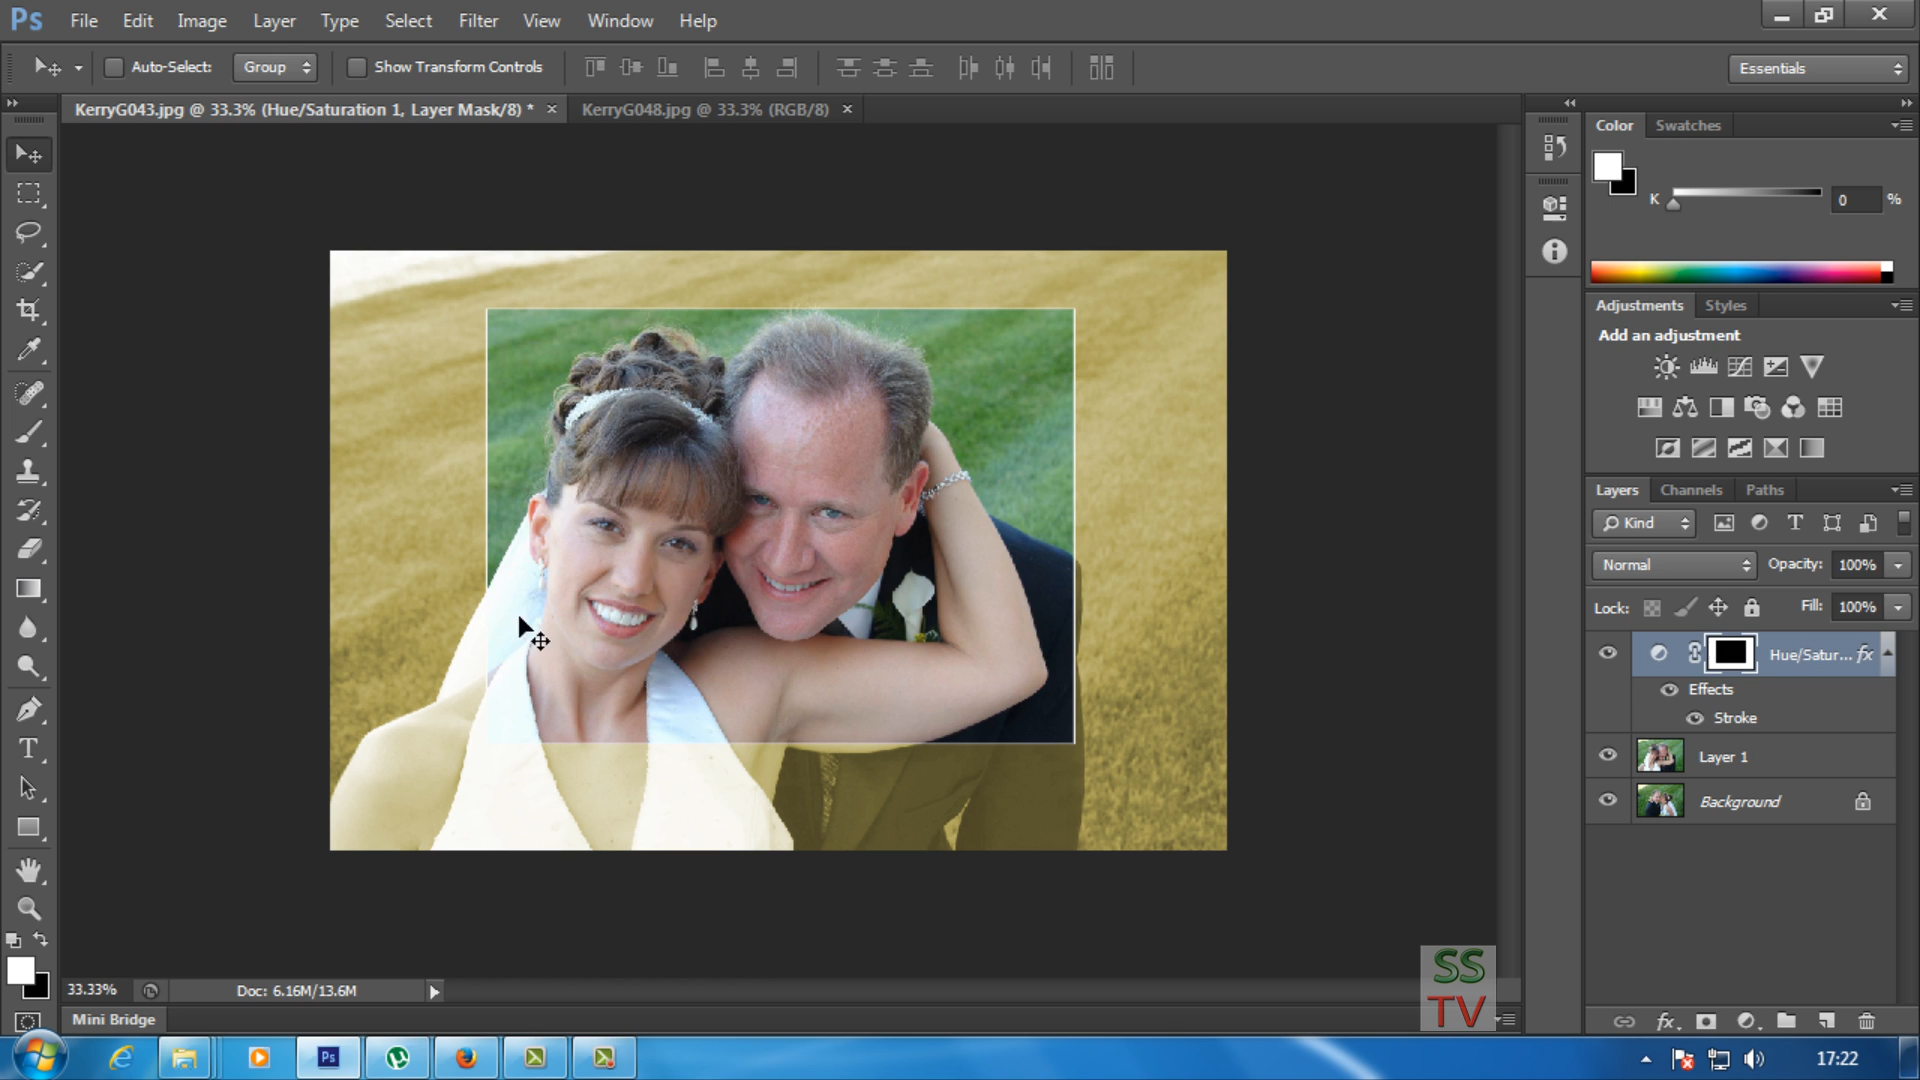 Ps File Edit Image Layer Type Select Filter View Window Help
Auto-Select: Group Show Transform Controls Essentials
KerryG043.jpg @ 33.3% (Hue/Saturation 1, Layer Mask/8) * × KerryG048.jpg @ 33.3% (RGB/8) ×
Color Swatches
K 0 %
Adjustments Styles
Add an adjustment
Layers Channels Paths
Kind
Normal Opacity: 100%
Lock: Fill: 100%
Hue/Satur... fx
Effects
Stroke
Layer 1
Background
SS
TV
33.33% Doc: 6.16M/13.6M
Mini Bridge
fx
Ps
17:22